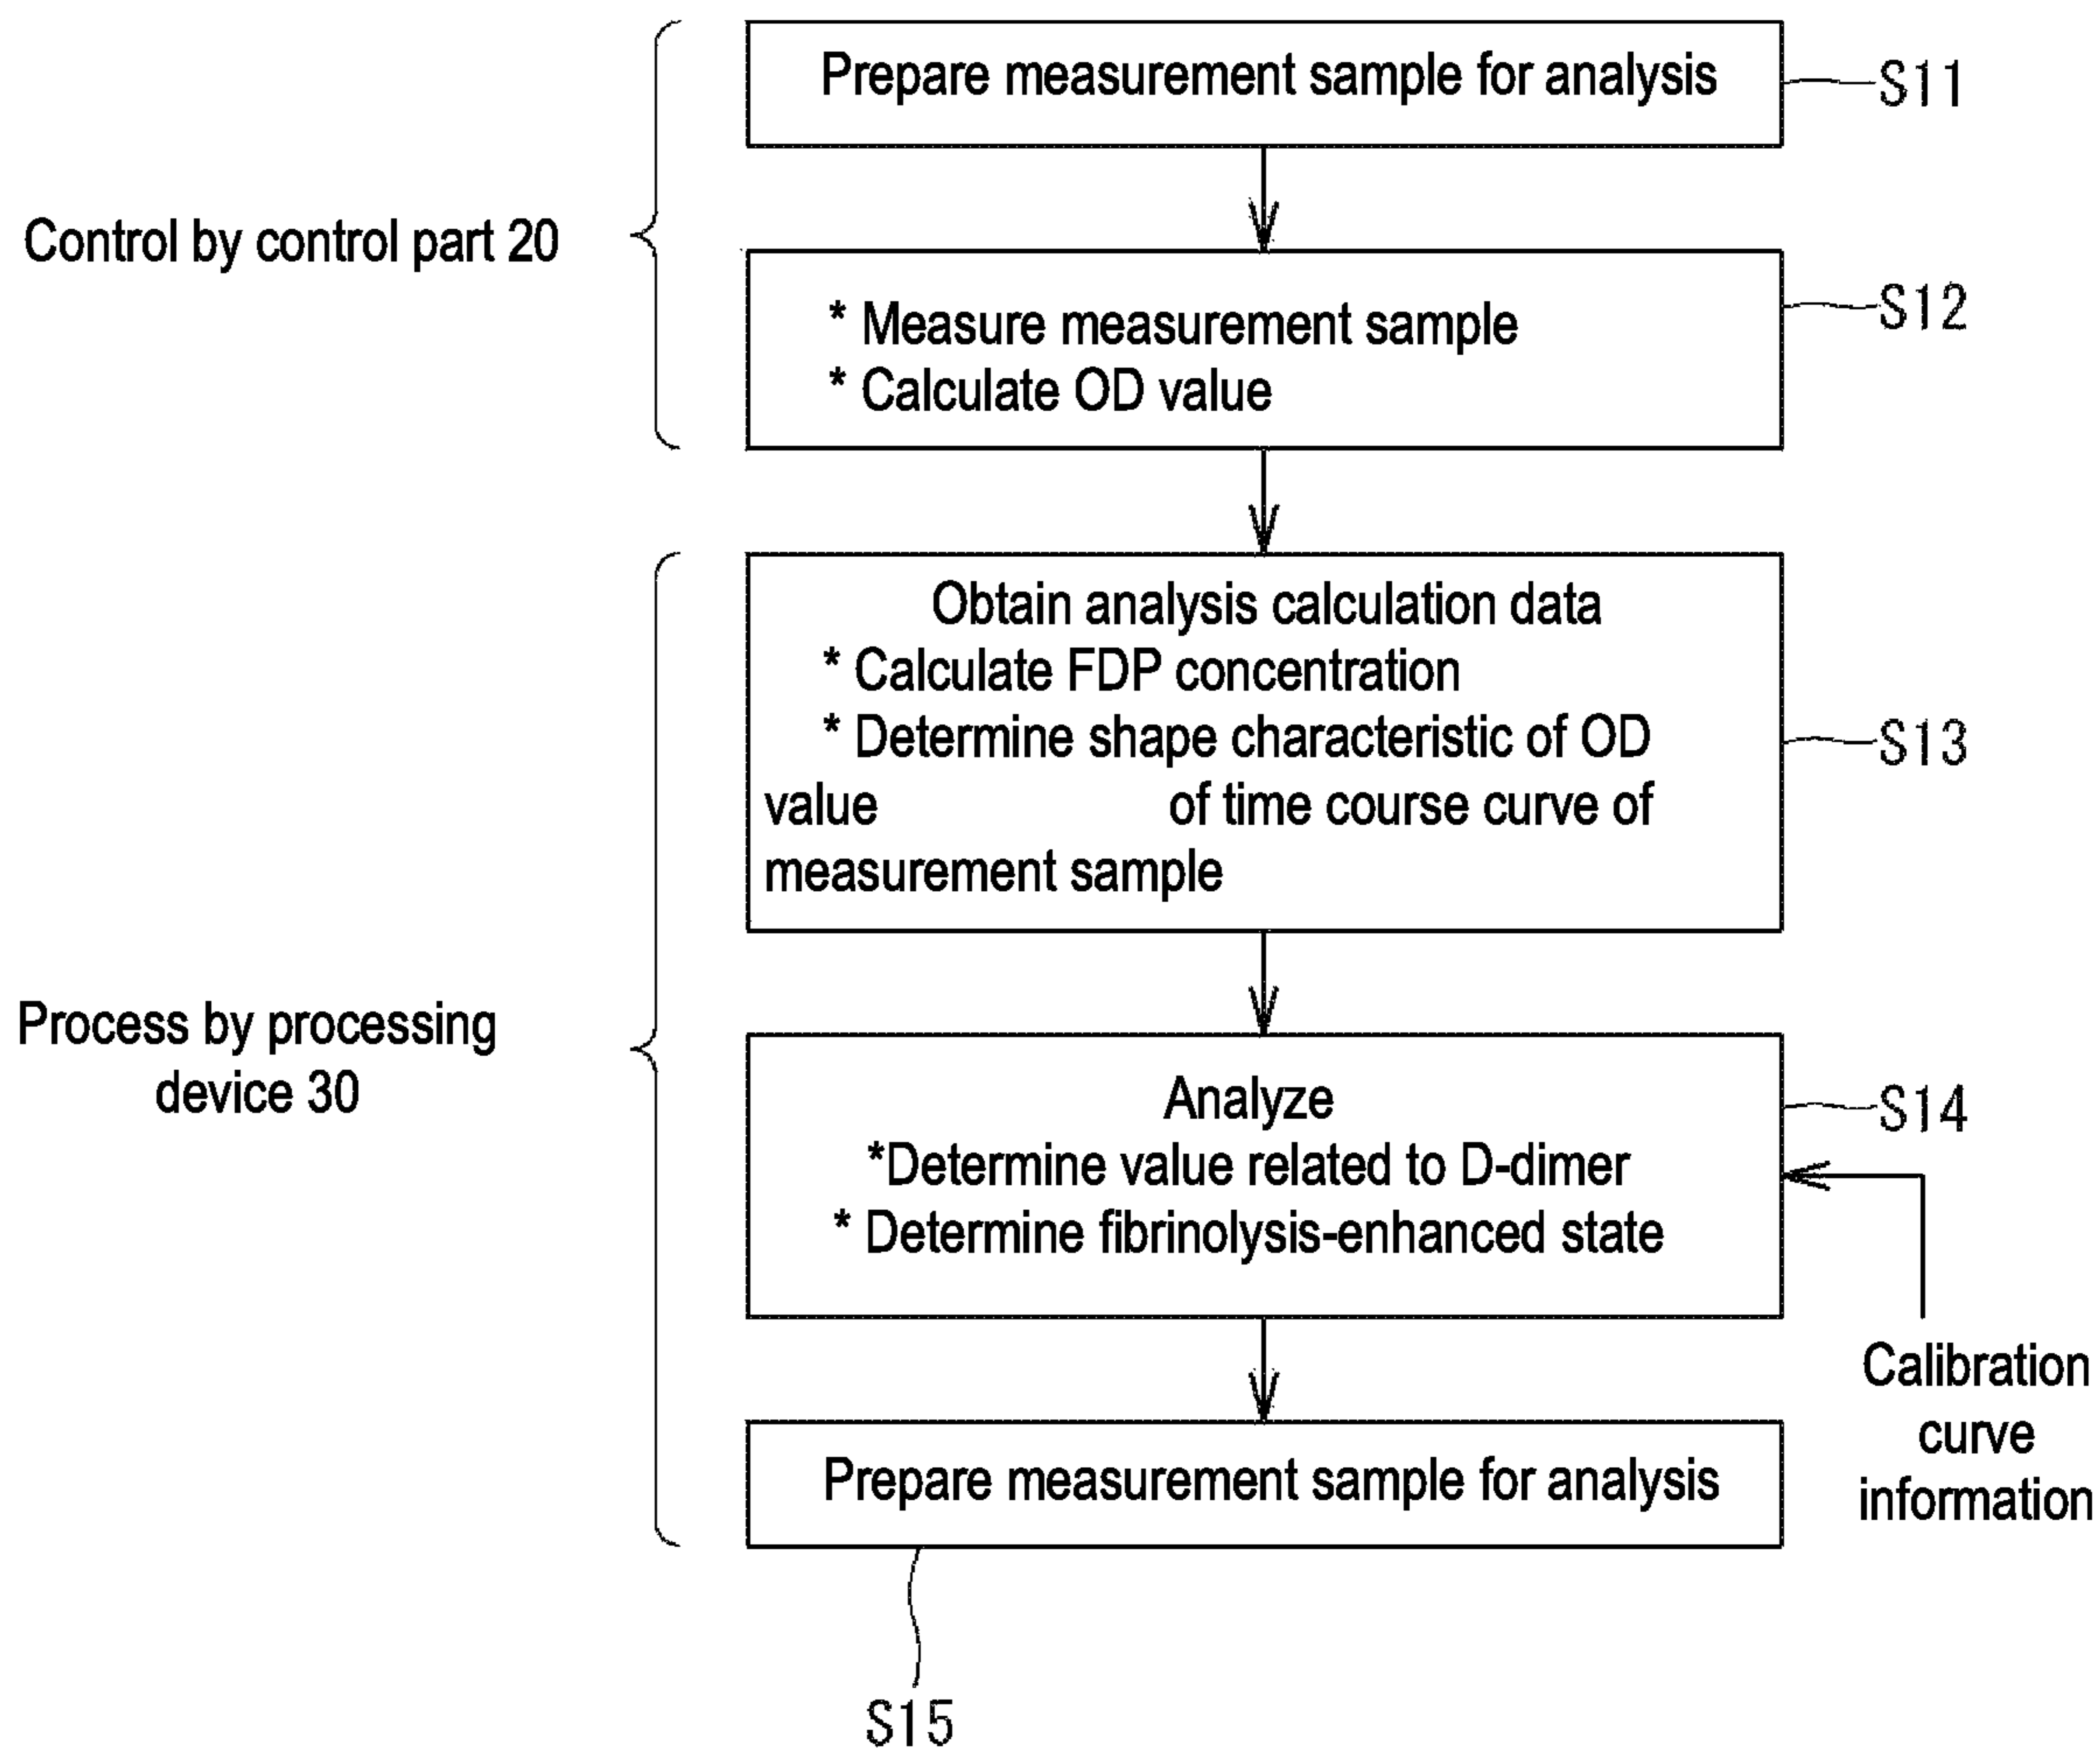 Prepare measurement sample for analysis
S11
Control by control part 20
* Measure measurement sample
* Calculate OD value
S12
Obtain analysis calculation data
* Calculate FDP concentration
* Determine shape characteristic of OD
value of time course curve of
measurement sample
S13
Process by processing
device 30
Analyze
*Determine value related to D-dimer
* Determine fibrinolysis-enhanced state
S14
Calibration
curve
information
Prepare measurement sample for analysis
S15